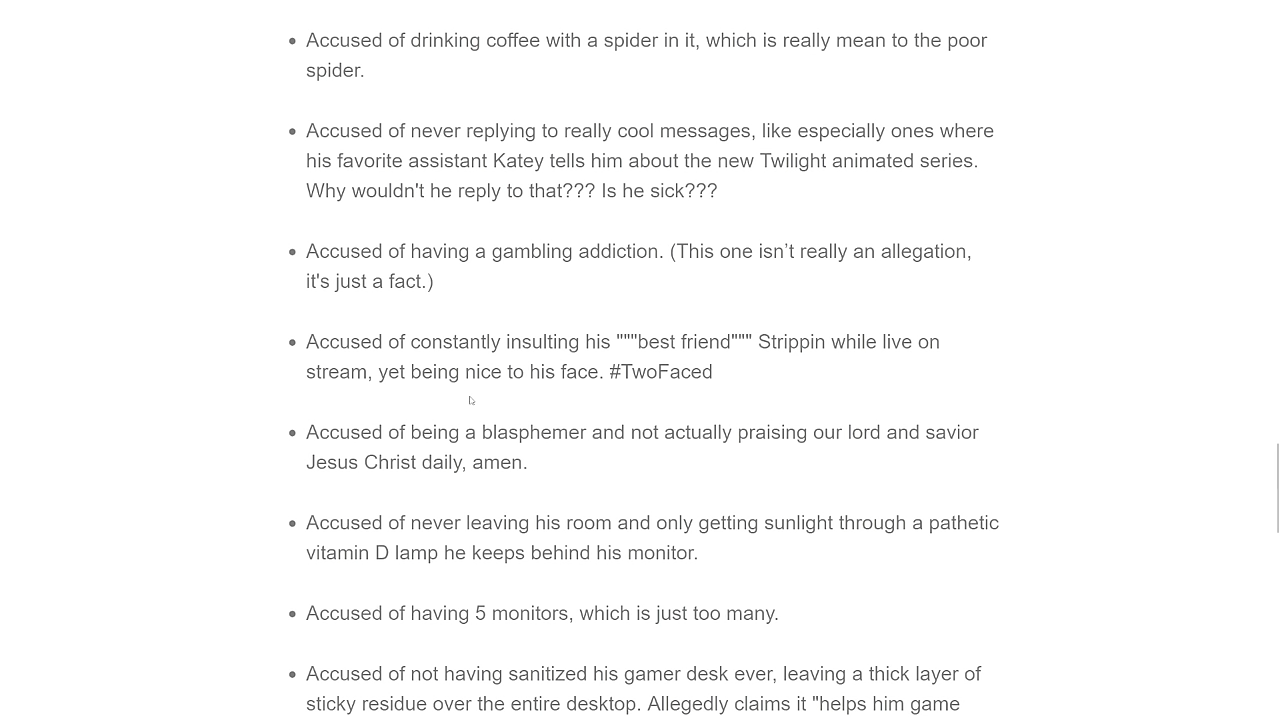 Accused of drinking coffee with a spider in it, which is really mean to the poor
spider.
Accused of never replying to really cool messages, like especially ones where
his favorite assistant Katey tells him about the new Twilight animated series.
Why wouldn't he reply to that??? Is he sick???
Accused of having a gambling addiction. (This one isn’t really an allegation,
it's just a fact.)
Accused of constantly insulting his """best friend""" Strippin while live on
stream, yet being nice to his face. #TwoFaced
Accused of being a blasphemer and not actually praising our lord and savior
Jesus Christ daily, amen.
Accused of never leaving his room and only getting sunlight through a pathetic
vitamin D lamp he keeps behind his monitor.
Accused of having 5 monitors, which is just too many.
Accused of not having sanitized his gamer desk ever, leaving a thick layer of
sticky residue over the entire desktop. Allegedly claims it "helps him game